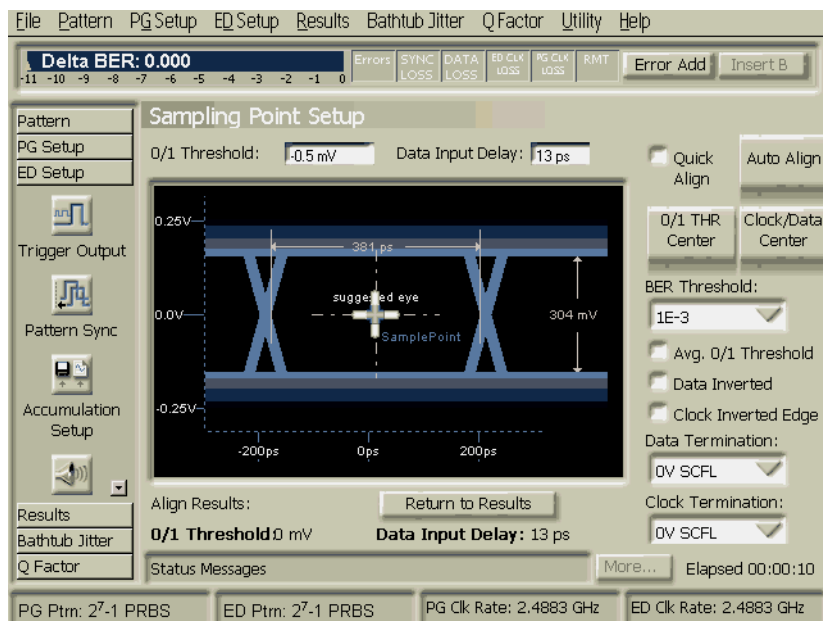 File Pattern PG Setup ED Setup Results Bathtub Jitter Q Factor Utility Help
Delta BER: 0.000
-11 -10 -9 -8 -7 -6 -5 -4 -3 -2 -1 0
Errors SYNC LOSS DATA LOSS ED CLK LOSS PG CLK LOSS RMT
Error Add Insert B
Pattern
PG Setup
ED Setup
Trigger Output
Pattern Sync
Accumulation
Setup
Results
Bathtub Jitter
Q Factor
Sampling Point Setup
0/1 Threshold: -0.5 mV Data Input Delay: 13 ps
0.25V
0.0V
-0.25V
381 ps
suggested eye
SamplePoint
304 mV
-200ps 0ps 200ps
Align Results: Return to Results
0/1 Threshold:0 mV Data Input Delay: 13 ps
Quick
Align
Auto Align
0/1 THR
Center
Clock/Data
Center
BER Threshold:
1E-3
Avg. 0/1 Threshold
Data Inverted
Clock Inverted Edge
Data Termination:
0V SCFL
Clock Termination:
0V SCFL
Status Messages More... Elapsed 00:00:10
PG Ptrn: 2⁷-1 PRBS ED Ptrn: 2⁷-1 PRBS PG Clk Rate: 2.4883 GHz ED Clk Rate: 2.4883 GHz